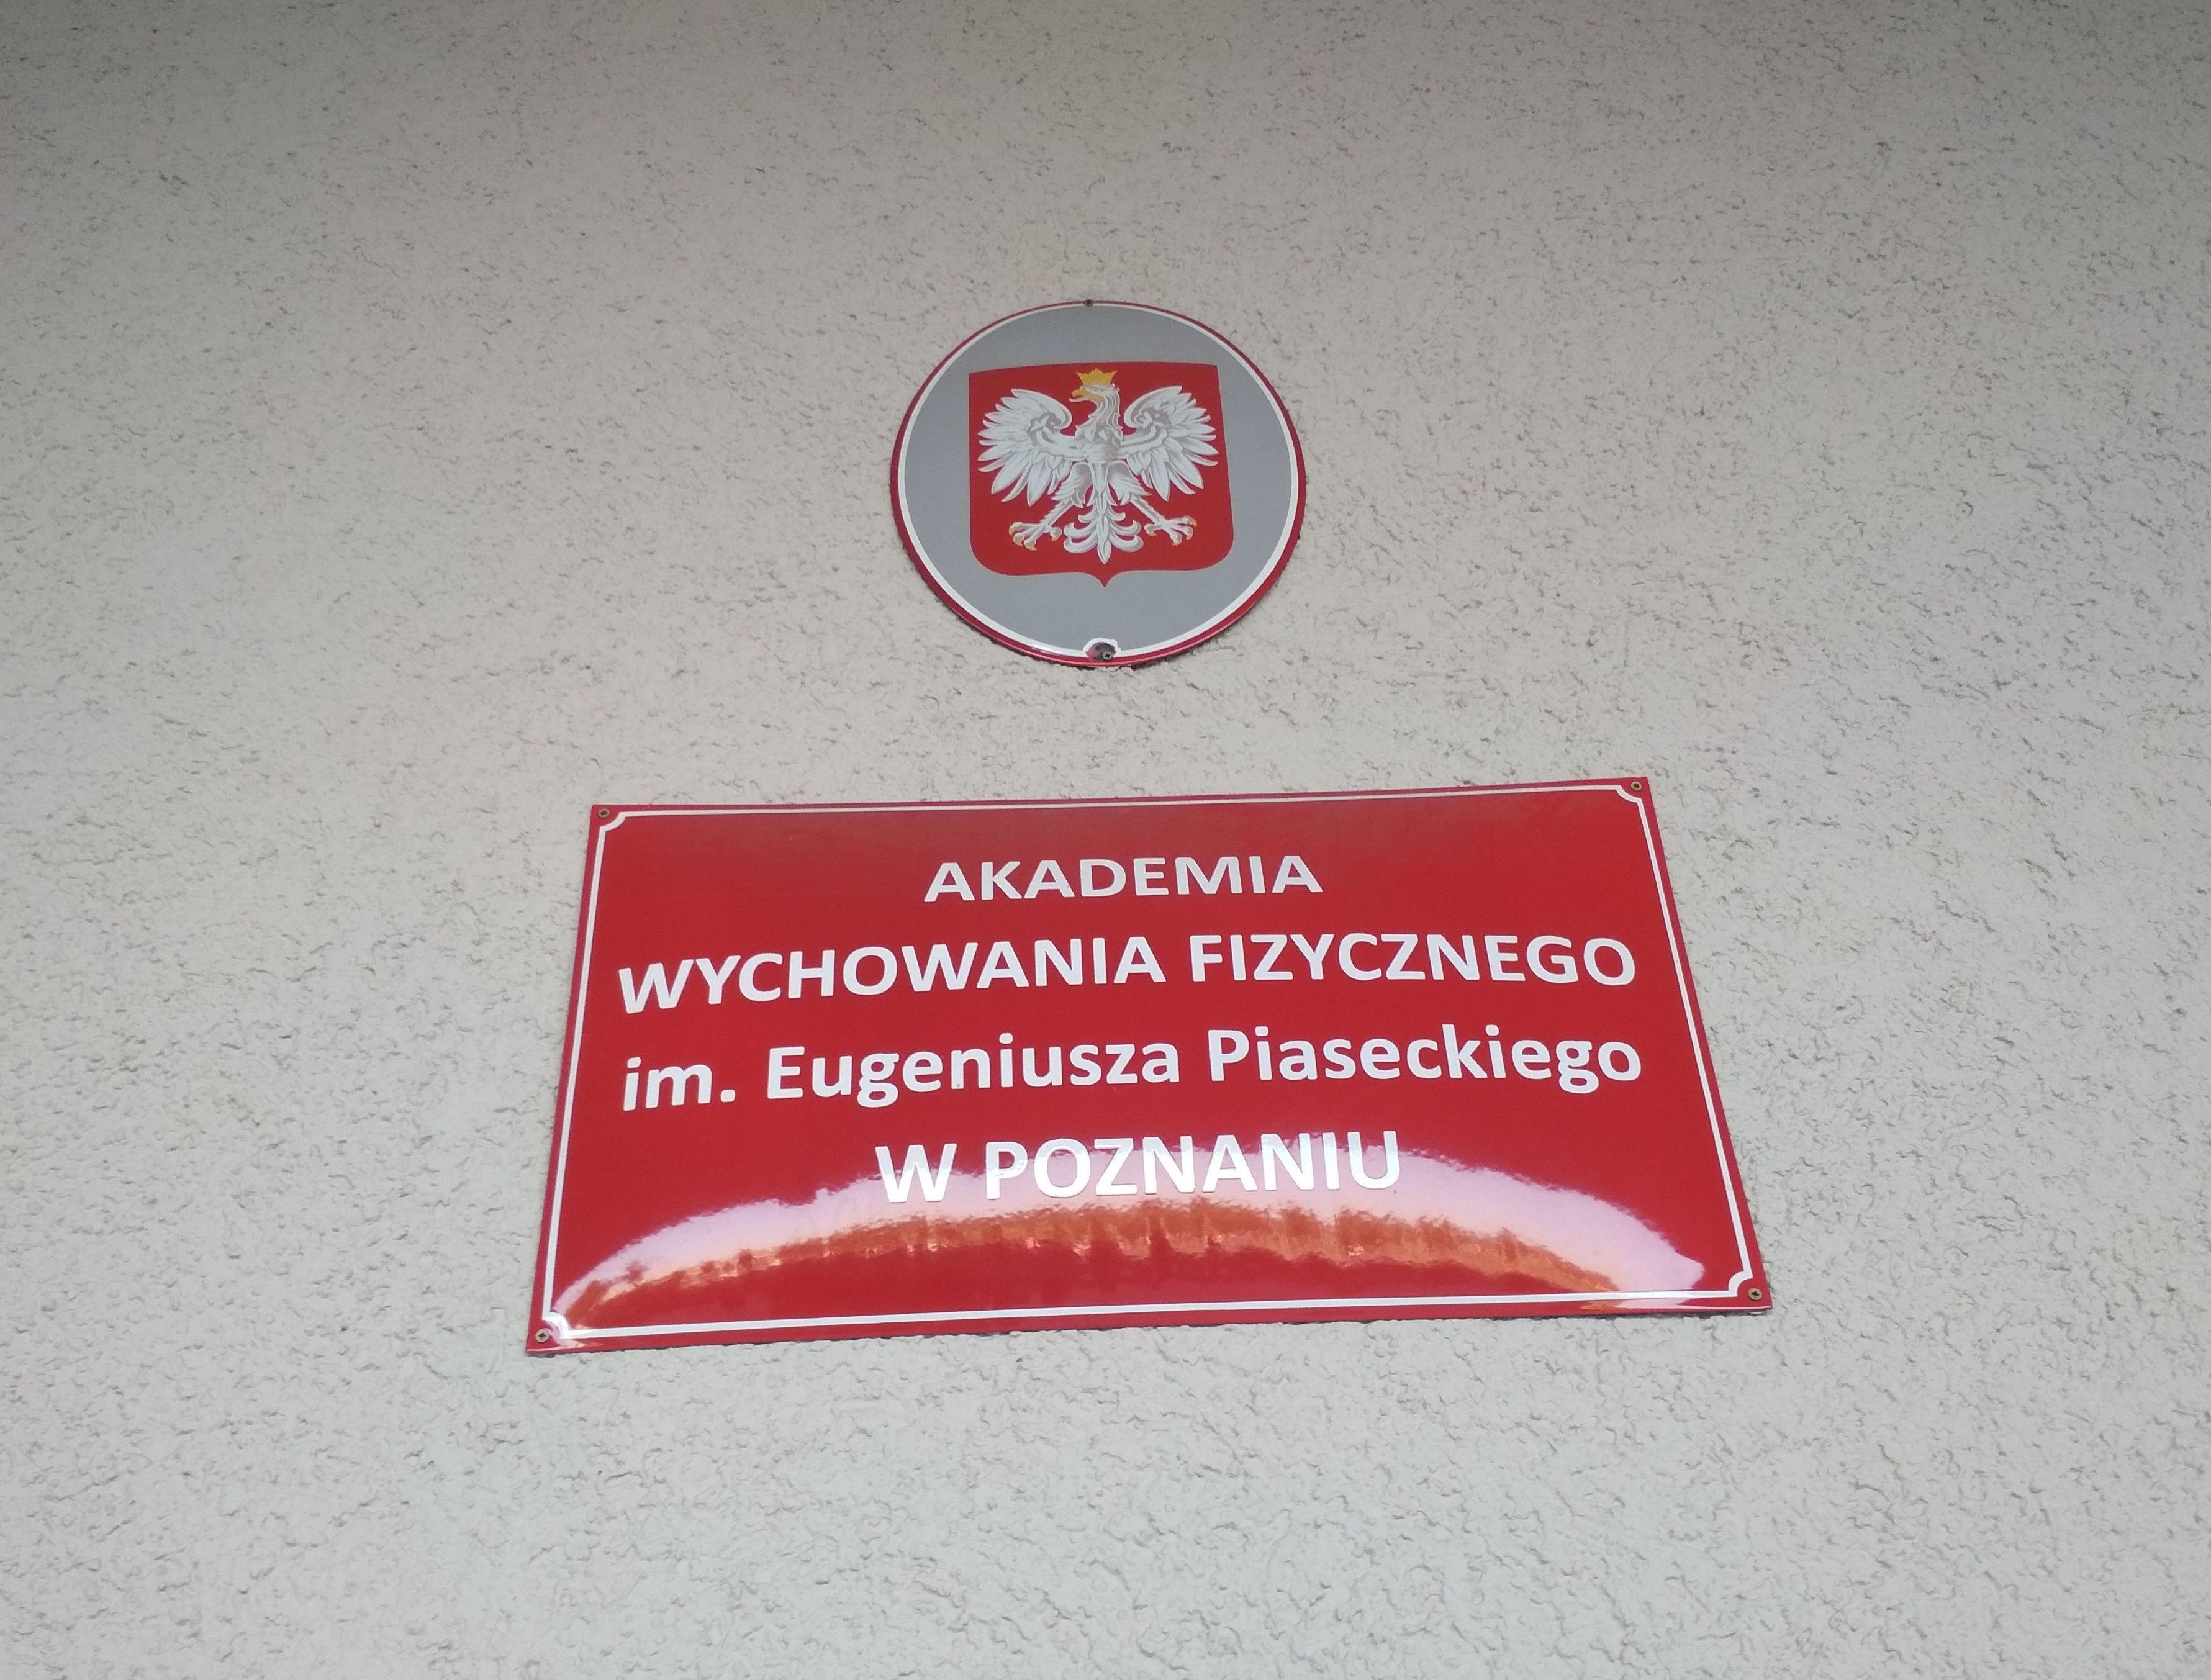 AKADEMIA
WYCHOWANIA FIZYCZNEGO
im. Eugeniusza Piaseckiego
W POZNANIU